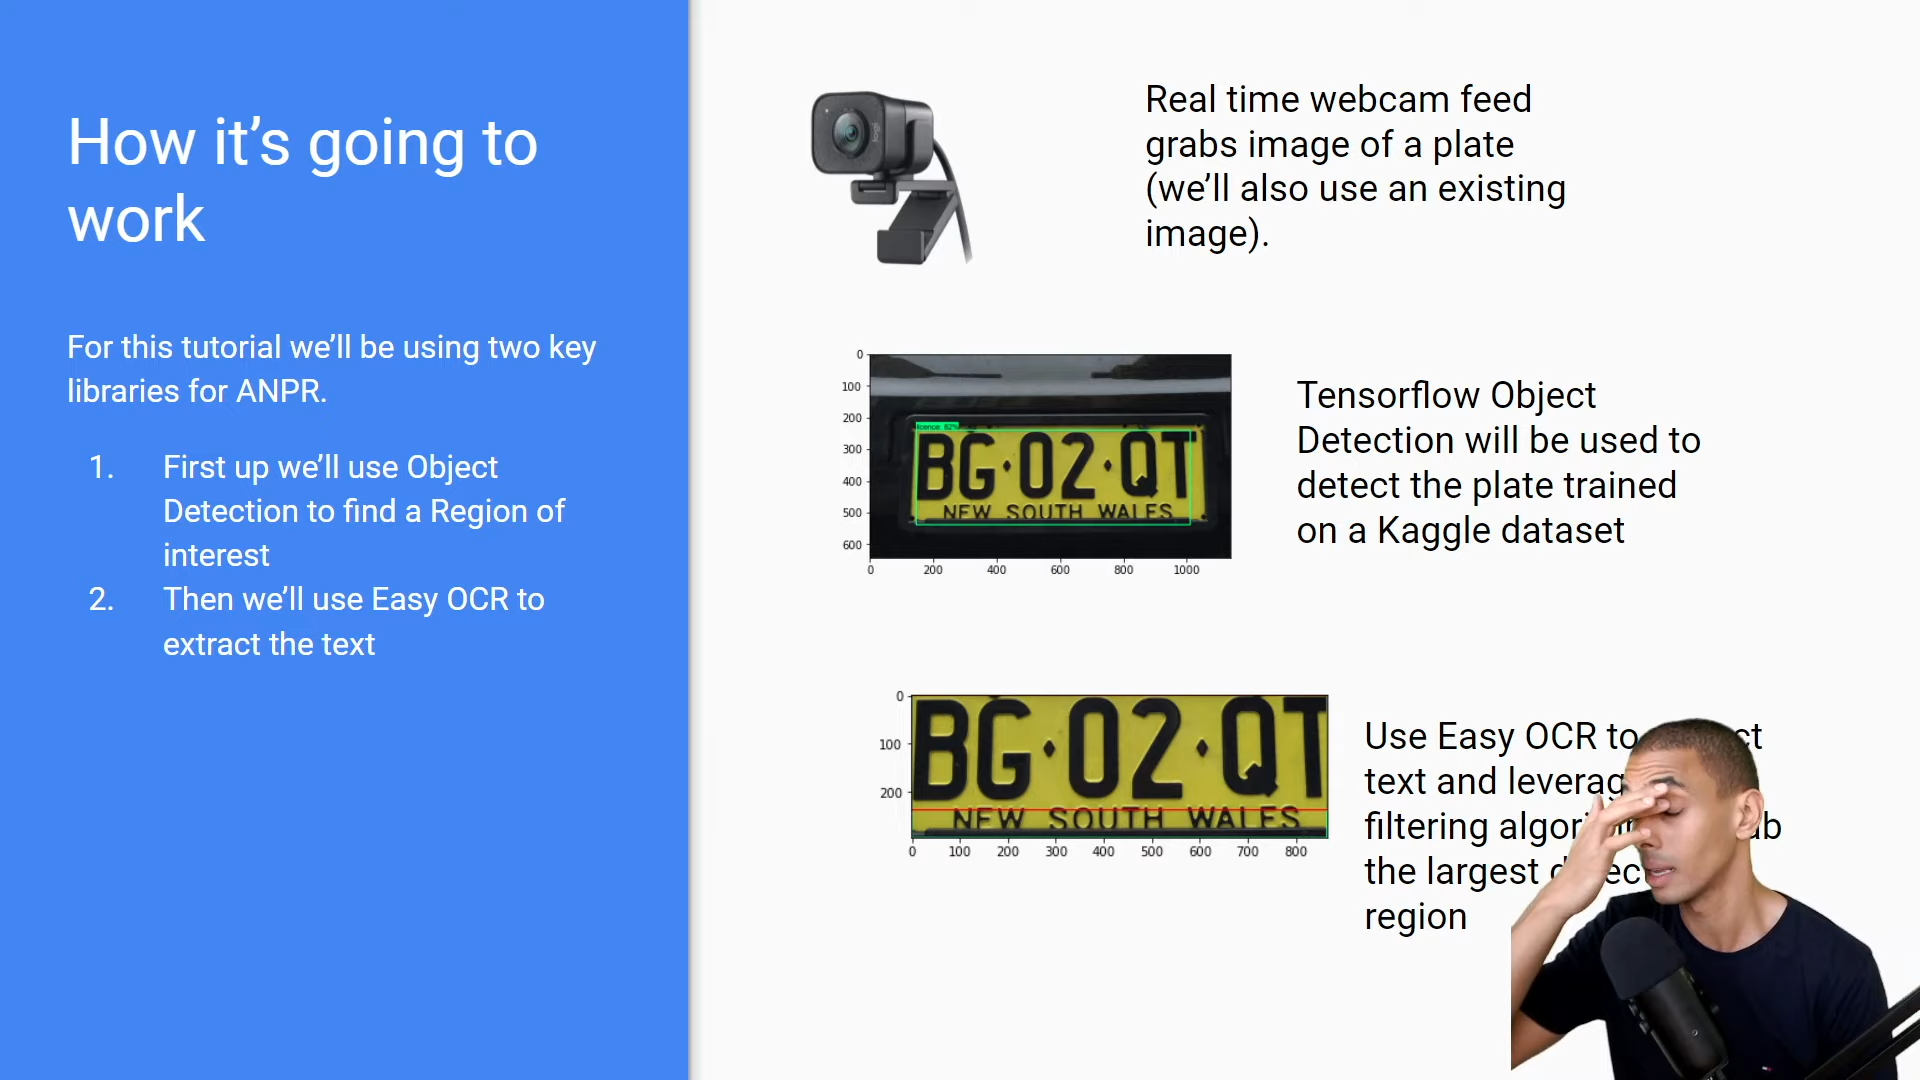 How it’s going to
work
For this tutorial we’ll be using two key
libraries for ANPR.
1. First up we’ll use Object
Detection to find a Region of
interest
2. Then we’ll use Easy OCR to
extract the text
Real time webcam feed
grabs image of a plate
(we’ll also use an existing
image).
0
100
200
300
400
500
600
licence: 82%
BG·02·QT
NEW SOUTH WALES
0 200 400 600 800 1000
Tensorflow Object
Detection will be used to
detect the plate trained
on a Kaggle dataset
0
100
200
BG·02·QT
NEW SOUTH WALES
0 100 200 300 400 500 600 700 800
Use Easy OCR to
text and
filtering
the largest
region